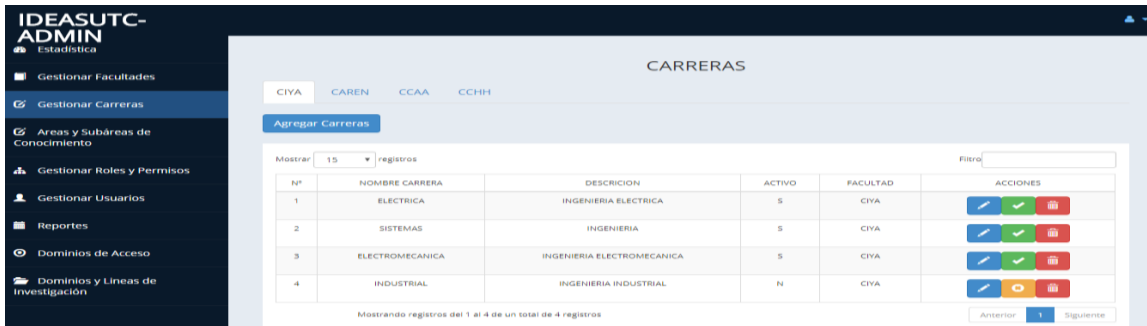 IDEASUTC-
ADMIN
Estadística
Gestionar Facultades
Gestionar Carreras
Areas y Subáreas de
Conocimiento
Gestionar Roles y Permisos
Gestionar Usuarios
Reportes
Dominios de Acceso
Dominios y Lineas de
Investigación
CARRERAS
CIYA CAREN CCAA CCHH
Agregar Carreras
Mostrar 15 registros Filtro
N° NOMBRE CARRERA DESCRICION ACTIVO FACULTAD ACCIONES
1 ELECTRICA INGENIERIA ELECTRICA S CIYA
2 SISTEMAS INGENIERIA S CIYA
3 ELECTROMECANICA INGENIERIA ELECTROMECANICA S CIYA
4 INDUSTRIAL INGENIERIA INDUSTRIAL N CIYA
Mostrando registros del 1 al 4 de un total de 4 registros Anterior 1 Siguiente